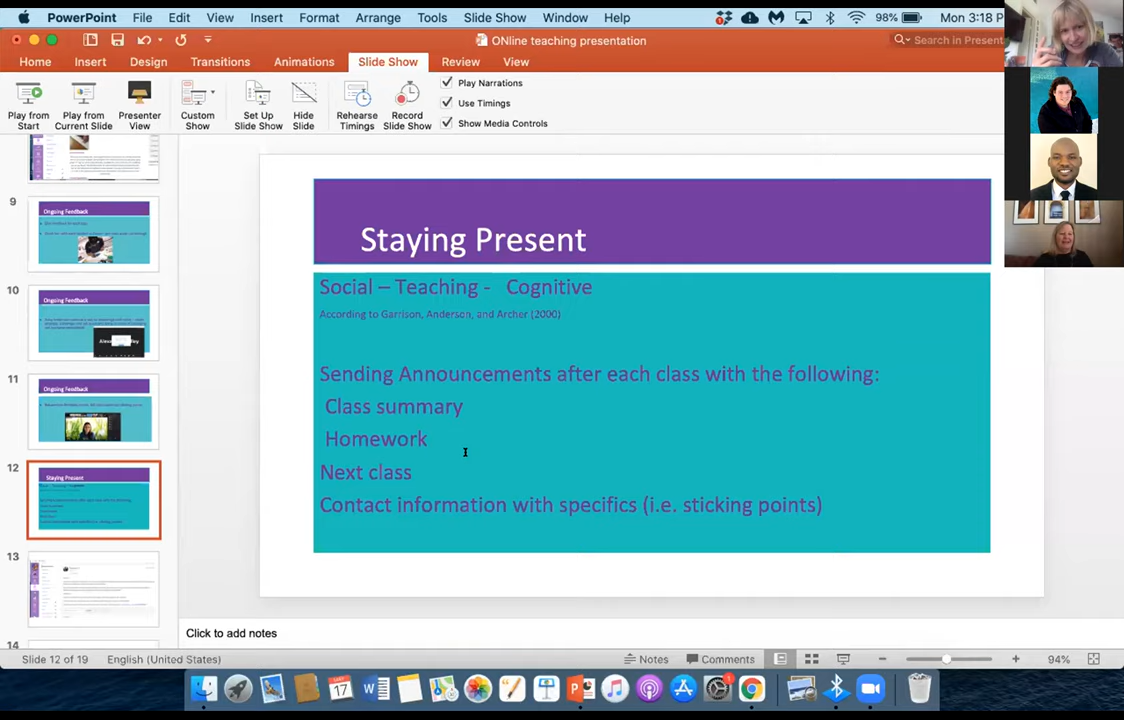 PowerPoint File Edit View Insert Format Arrange Tools Slide Show Window Help 98% Mon 3:18 P
ONline teaching presentation
Search in Present
Home Insert Design Transitions Animations Slide Show Review View
Play from Start
Play from Current Slide
Presenter View
Custom Show
Set Up Slide Show
Hide Slide
Rehearse Timings
Record Slide Show
Play Narrations
Use Timings
Show Media Controls
9
Ongoing Feedback
10
Ongoing Feedback
11
Ongoing Feedback
12
Staying Present
13
14
Staying Present
Social – Teaching - Cognitive
According to Garrison, Anderson, and Archer (2000)
Sending Announcements after each class with the following:
Class summary
Homework
Next class
Contact information with specifics (i.e. sticking points)
Click to add notes
Slide 12 of 19 English (United States) Notes Comments 94%
17